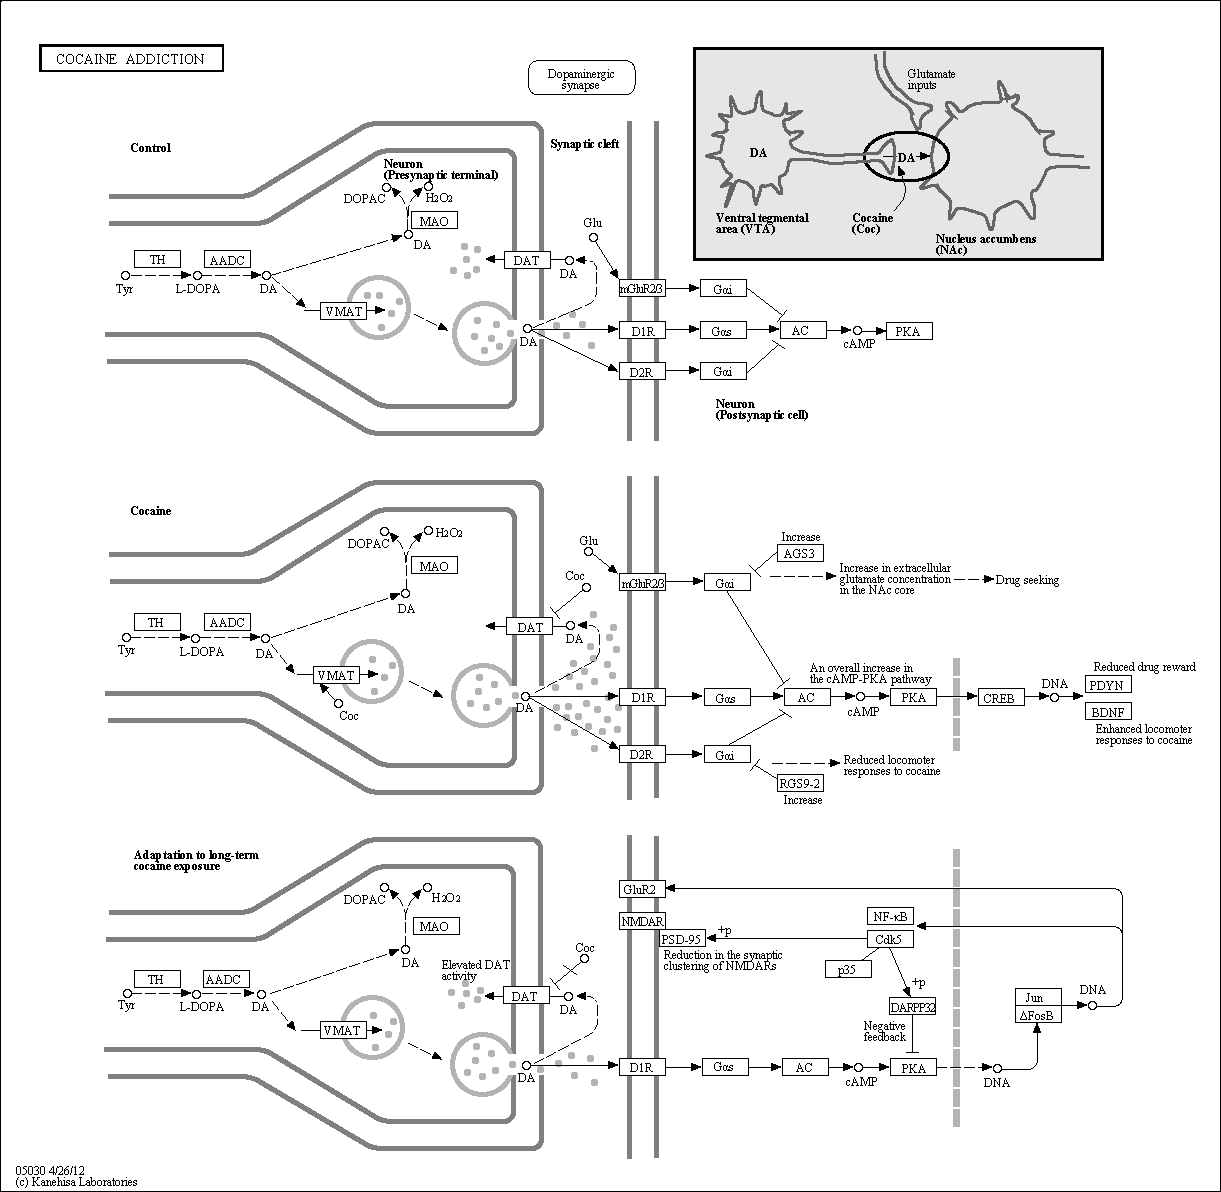 COCAINE ADDICTION
Dopaminergic
synapse
Glutamate
inputs
DA
DA
Ventral tegmental
area (VTA)
Cocaine
(Coc)
Nucleus accumbens
(NAc)
Control
Synaptic cleft
Neuron
(Presynaptic terminal)
DOPAC
H2O2
MAO
DA
Glu
TH
AADC
DAT
DA
Tyr
L-DOPA
DA
mGluR2/3
Gαi
VMAT
DA
D1R
Gαs
AC
cAMP
PKA
D2R
Gαi
Neuron
(Postsynaptic cell)
Cocaine
DOPAC
H2O2
MAO
DA
Glu
Coc
Increase
AGS3
mGluR2/3
Gαi
Increase in extracellular
glutamate concentration
in the NAc core
Drug seeking
TH
AADC
DAT
DA
Tyr
L-DOPA
DA
VMAT
Coc
DA
An overall increase in
the cAMP-PKA pathway
D1R
Gαs
AC
cAMP
PKA
CREB
DNA
Reduced drug reward
PDYN
BDNF
Enhanced locomoter
responses to cocaine
D2R
Gαi
Reduced locomoter
responses to cocaine
RGS9-2
Increase
Adaptation to long-term
cocaine exposure
DOPAC
H2O2
MAO
DA
GluR2
NMDAR
PSD-95
+p
NF-κB
Cdk5
Reduction in the synaptic
clustering of NMDARs
p35
+p
Elevated DAT
activity
Coc
TH
AADC
DAT
DA
Tyr
L-DOPA
DA
VMAT
DARPP32
Negative
feedback
Jun
ΔFosB
DNA
DA
D1R
Gαs
AC
cAMP
PKA
DNA
05030 4/26/12
(c) Kanehisa Laboratories